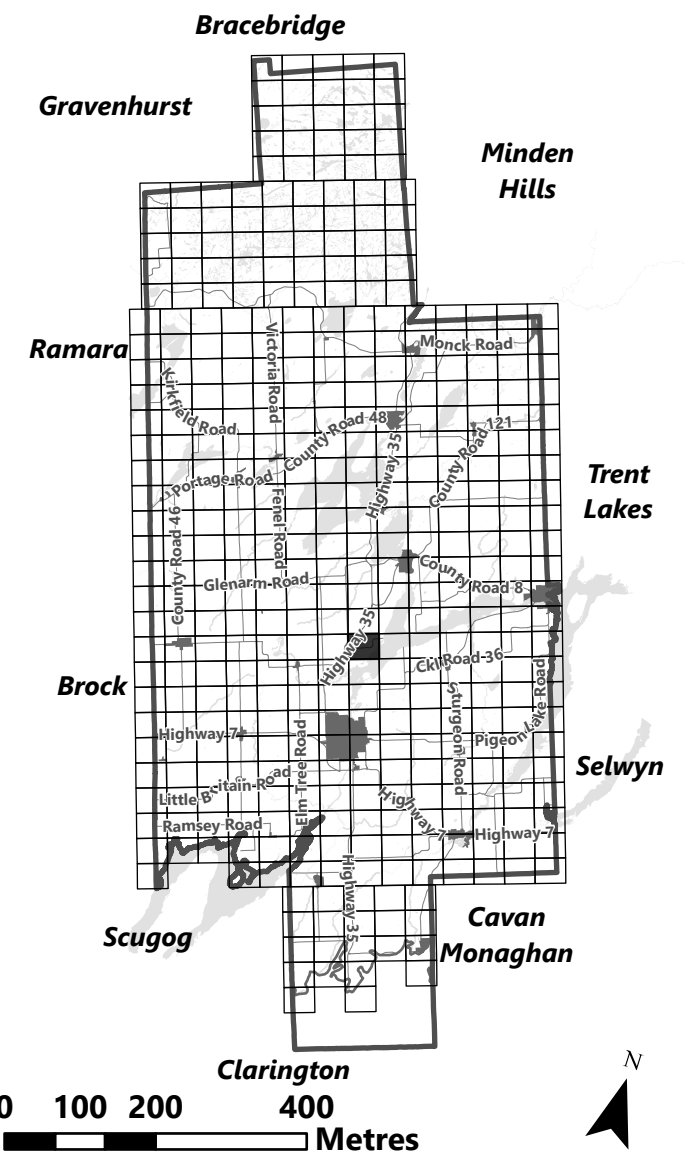 Bracebridge
Gravenhurst
Minden
Hills
Ramara
Monck Road
Victoria Road
Kirkfield Road
County Road 48
County Road 121
Highway 35
Portage Road
Trent
Lakes
Fenel Road
County Road 46
County Road 8
Glenarm Road
Highway 35
Ckl Road 36
Brock
Sturgeon Road
Pigeon Lake Road
Highway 7
Elm Tree Road
Selwyn
Little Britain Road
Highway 7
Ramsey Road
Highway 7
Highway 35
Scugog
Cavan
Monaghan
Clarington
N
0 100 200 400
Metres